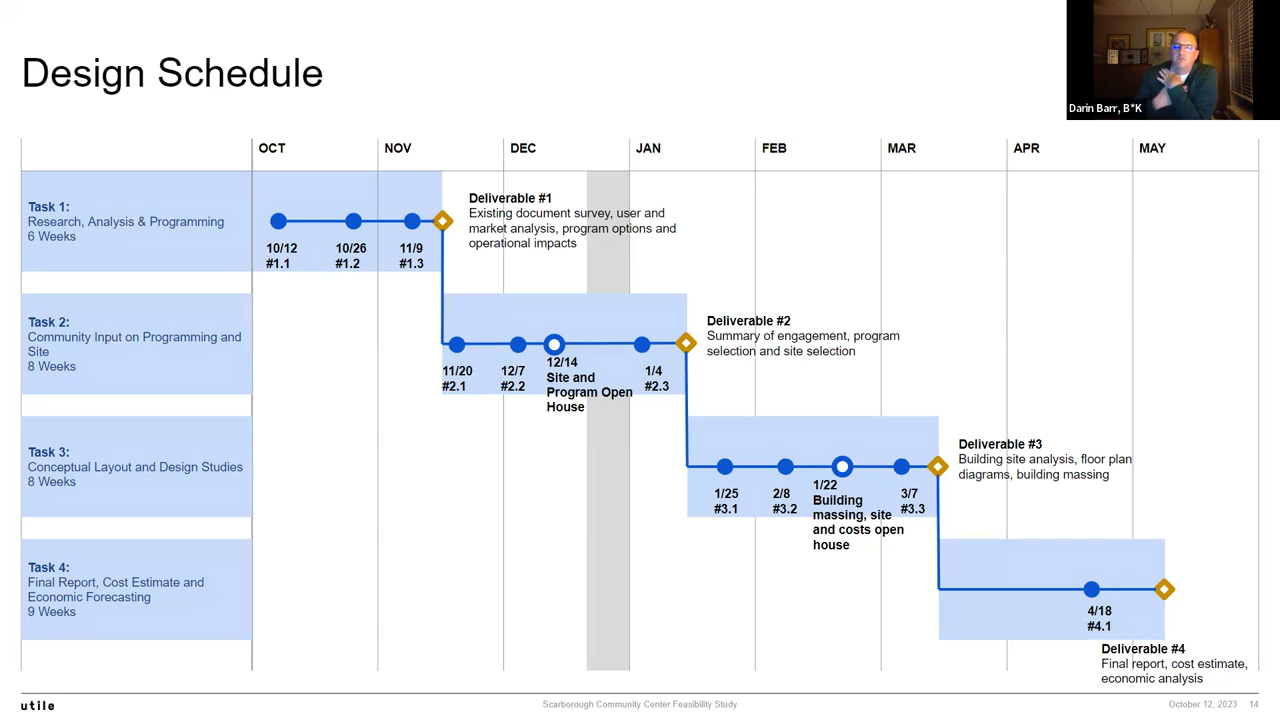 Design Schedule
Darin Barr, B*K
OCT NOV DEC JAN FEB MAR APR MAY
Task 1:
Research, Analysis & Programming
6 Weeks
10/12
#1.1
10/26
#1.2
11/9
#1.3
Deliverable #1
Existing document survey, user and
market analysis, program options and
operational impacts
Task 2:
Community Input on Programming and
Site
8 Weeks
11/20
#2.1
12/7
#2.2
12/14
Site and
Program Open
House
1/4
#2.3
Deliverable #2
Summary of engagement, program
selection and site selection
Task 3:
Conceptual Layout and Design Studies
8 Weeks
1/25
#3.1
2/8
#3.2
1/22
Building
massing, site
and costs open
house
3/7
#3.3
Deliverable #3
Building site analysis, floor plan
diagrams, building massing
Task 4:
Final Report, Cost Estimate and
Economic Forecasting
9 Weeks
4/18
#4.1
Deliverable #4
Final report, cost estimate,
economic analysis
utile
Scarborough Community Center Feasibility Study
October 12, 2023 14